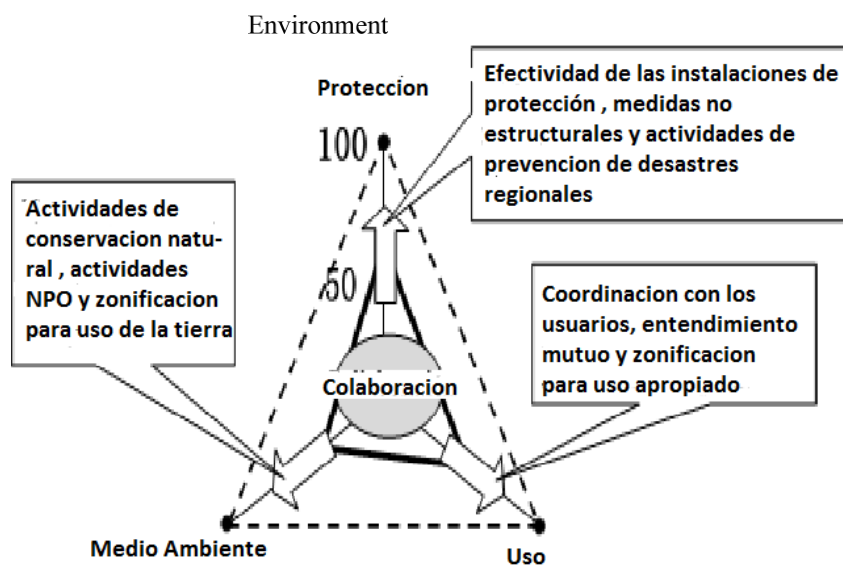 Environment
Proteccion
Efectividad de las instalaciones de
protección , medidas no
estructurales y actividades de
prevencion de desastres
regionales
100
Actividades de
conservacion natu-
ral , actividades
NPO y zonificacion
para uso de la tierra
50
Coordinacion con los
usuarios, entendimiento
mutuo y zonificacion
para uso apropiado
Colaboracion
Medio Ambiente
Uso